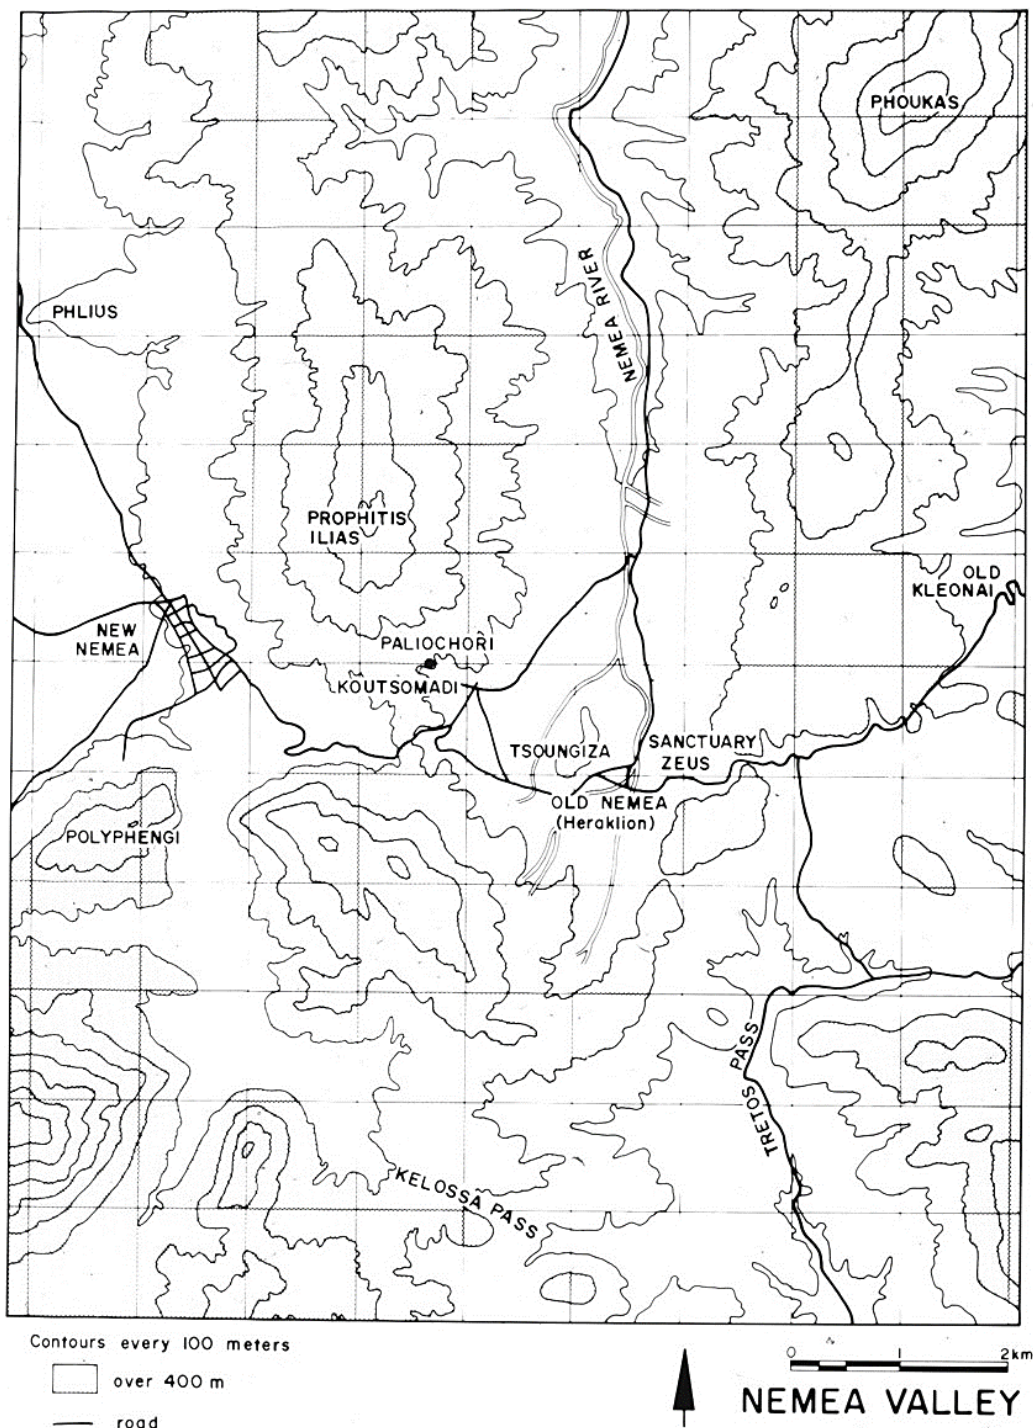 PHOUKAS
NEMEA RIVER
PHLIUS
PROPHITIS
ILIAS
OLD
KLEONAI
NEW
NEMEA
PALIOCHORI
KOUTSOMADI
TSOUNGIZA
SANCTUARY
ZEUS
OLD NEMEA
(Heraklion)
POLYPHENGI
TRETOS PASS
KELOSSA PASS
Contours every 100 meters
over 400 m
road
0 1 2km
NEMEA VALLEY